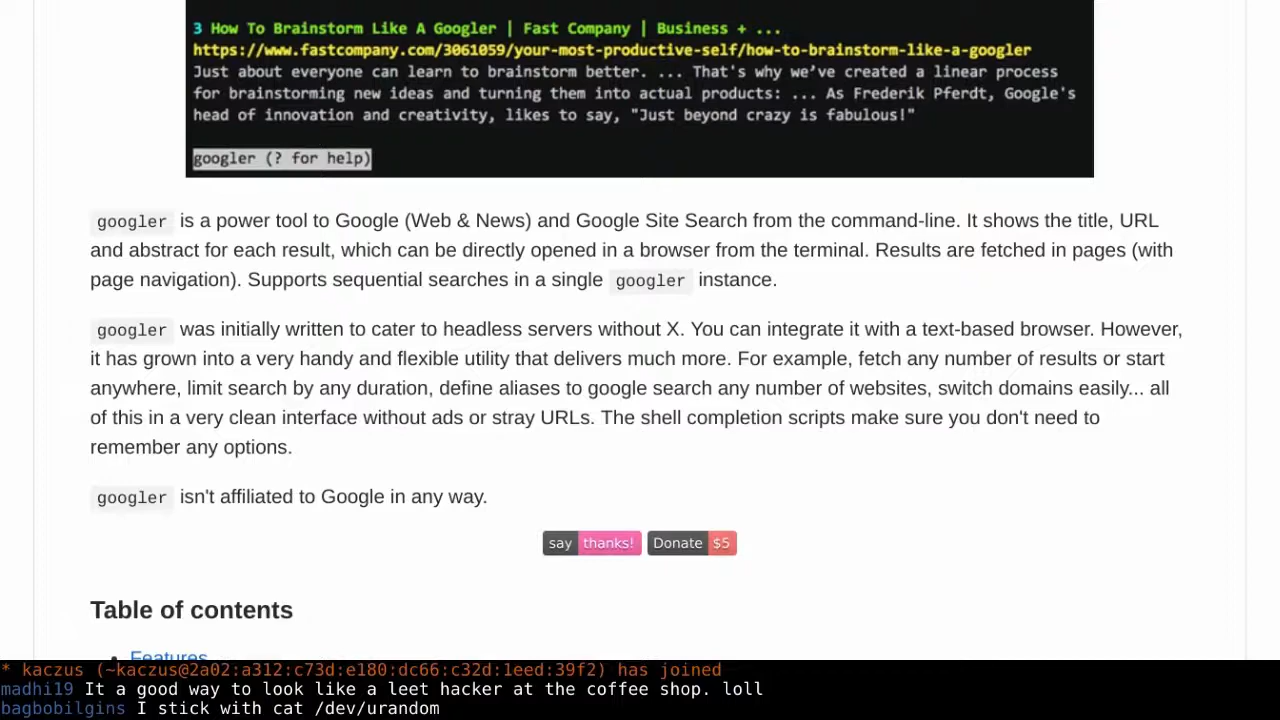 3 How To Brainstorm Like A Googler | Fast Company | Business + ...
https://www.fastcompany.com/3061059/your-most-productive-self/how-to-brainstorm-like-a-googler
Just about everyone can learn to brainstorm better. ... That's why we’ve created a linear process
for brainstorming new ideas and turning them into actual products: ... As Frederik Pferdt, Google's
head of innovation and creativity, likes to say, "Just beyond crazy is fabulous!"
googler (? for help)
googler is a power tool to Google (Web & News) and Google Site Search from the command-line. It shows the title, URL
and abstract for each result, which can be directly opened in a browser from the terminal. Results are fetched in pages (with
page navigation). Supports sequential searches in a single googler instance.
googler was initially written to cater to headless servers without X. You can integrate it with a text-based browser. However,
it has grown into a very handy and flexible utility that delivers much more. For example, fetch any number of results or start
anywhere, limit search by any duration, define aliases to google search any number of websites, switch domains easily... all
of this in a very clean interface without ads or stray URLs. The shell completion scripts make sure you don't need to
remember any options.
googler isn't affiliated to Google in any way.
say thanks! Donate $5
Table of contents
Features
* kaczus (~kaczus@2a02:a312:c73d:e180:dc66:c32d:1eed:39f2) has joined
madhi19 It a good way to look like a leet hacker at the coffee shop. loll
bagbobilgins I stick with cat /dev/urandom